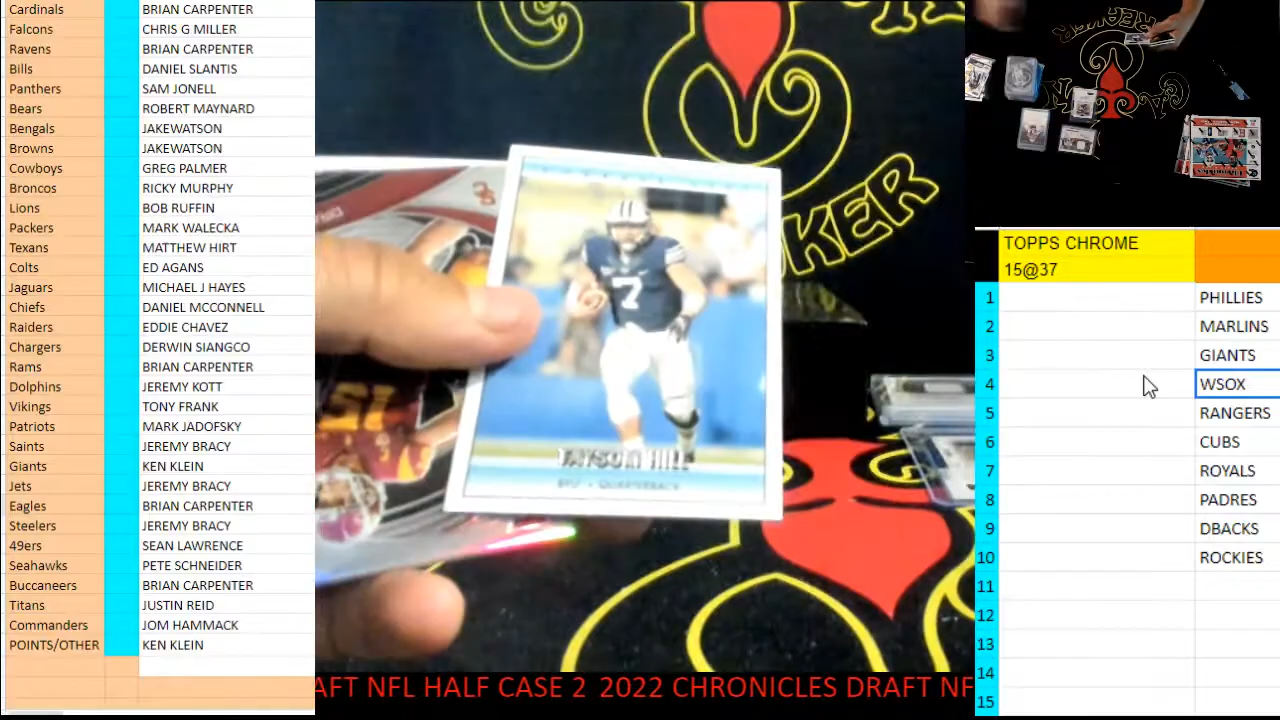 Cardinals BRIAN CARPENTER
Falcons CHRIS G MILLER
Ravens BRIAN CARPENTER
Bills DANIEL SLANTIS
Panthers SAM JONELL
Bears ROBERT MAYNARD
Bengals JAKEWATSON
Browns JAKEWATSON
Cowboys GREG PALMER
Broncos RICKY MURPHY
Lions BOB RUFFIN
Packers MARK WALECKA
Texans MATTHEW HIRT
Colts ED AGANS
Jaguars MICHAEL J HAYES
Chiefs DANIEL MCCONNELL
Raiders EDDIE CHAVEZ
Chargers DERWIN SIANGCO
Rams BRIAN CARPENTER
Dolphins JEREMY KOTT
Vikings TONY FRANK
Patriots MARK JADOFSKY
Saints JEREMY BRACY
Giants KEN KLEIN
Jets JEREMY BRACY
Eagles BRIAN CARPENTER
Steelers JEREMY BRACY
49ers SEAN LAWRENCE
Seahawks PETE SCHNEIDER
Buccaneers BRIAN CARPENTER
Titans JUSTIN REID
Commanders JOM HAMMACK
POINTS/OTHER KEN KLEIN
7
TAYSOM HILL
BYU • QUARTERBACK
KER
AFT NFL HALF CASE 2 2022 CHRONICLES DRAFT NF
TOPPS CHROME
15@37
1 PHILLIES
2 MARLINS
3 GIANTS
4 WSOX
5 RANGERS
6 CUBS
7 ROYALS
8 PADRES
9 DBACKS
10 ROCKIES
11
12
13
14
15